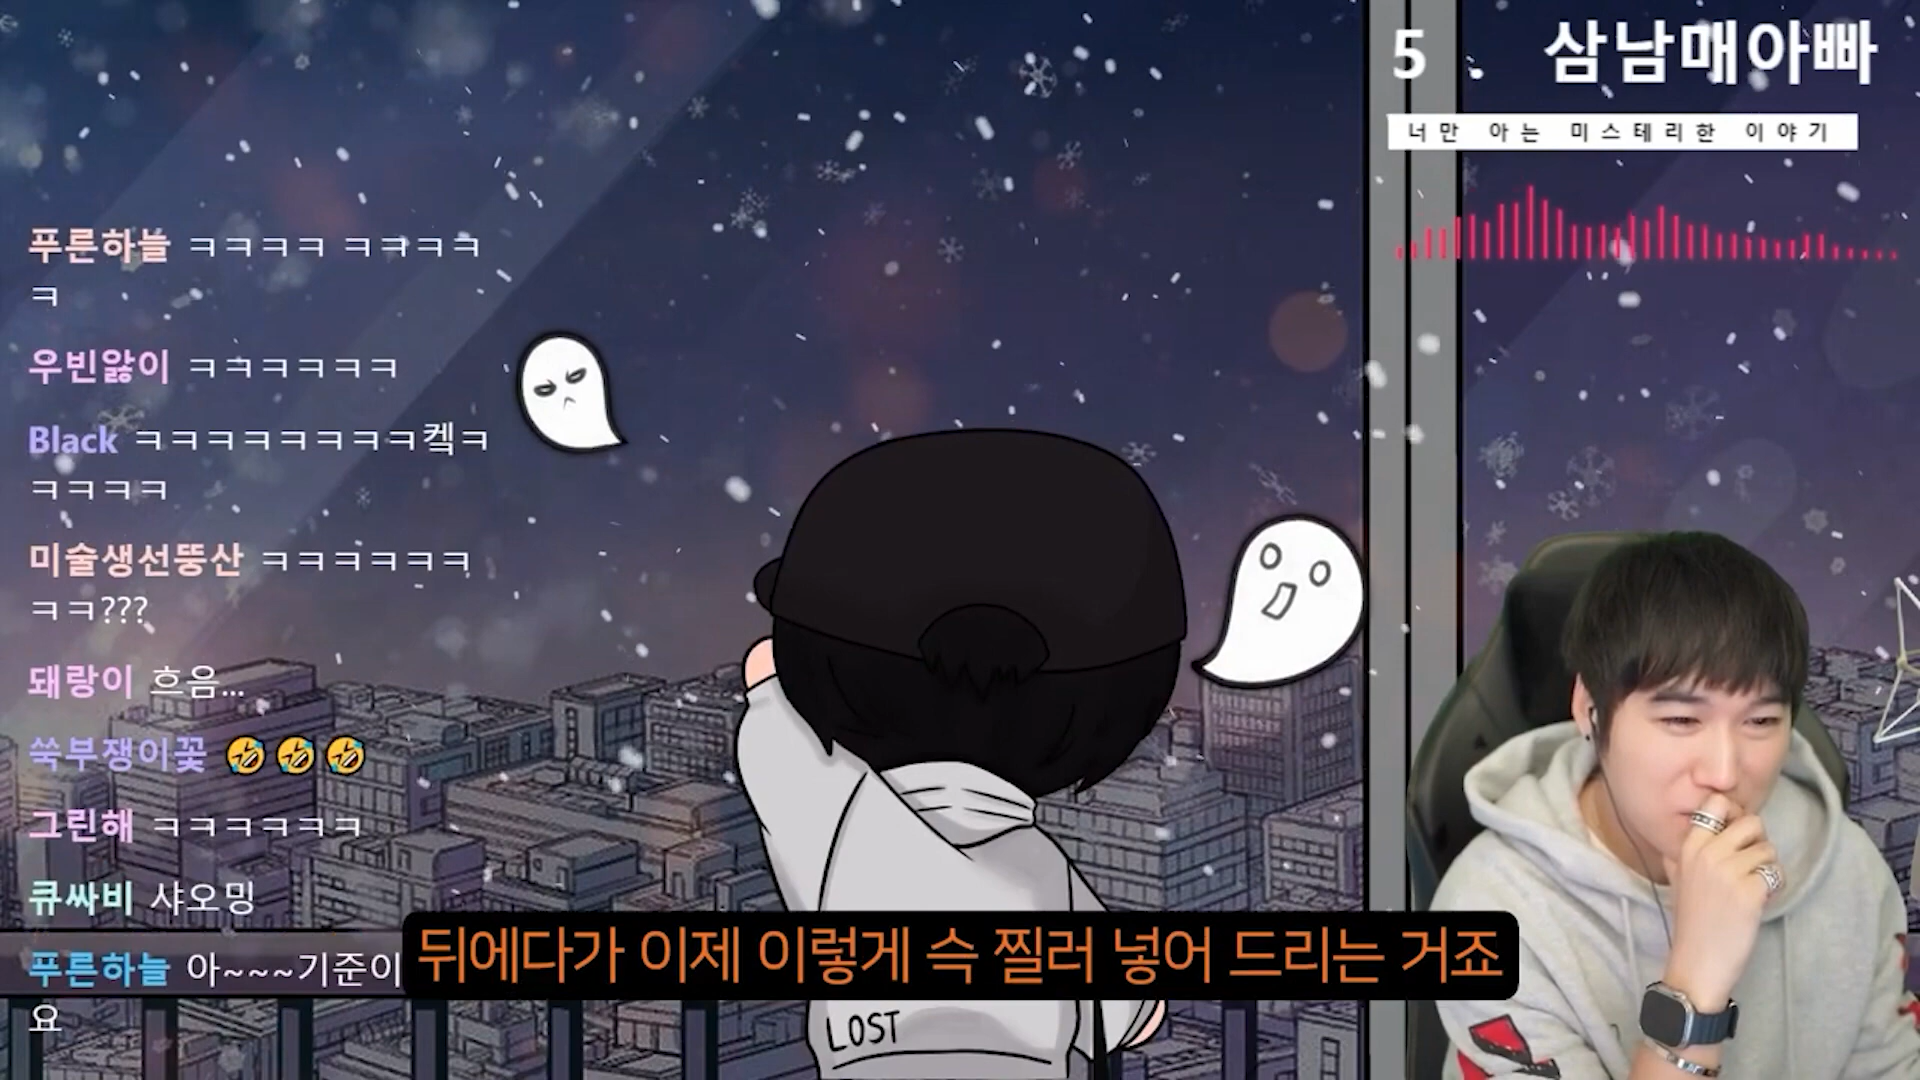 5 . 삼남매아빠
너만 아는 미스테리한 이야기
푸룬하늘 ㅋㅋㅋㅋ ㅋㅋㅋㅋ
ㅋ
우빈앓이 ㅋㅋㅋㅋㅋㅋ
Black ㅋㅋㅋㅋㅋㅋㅋㅋ켘ㅋ
ㅋㅋㅋㅋ
미술생선뚱산 ㅋㅋㅋㅋㅋㅋ
ㅋㅋ???
돼랑이 흐음...
쑥부쟁이꽃 🤣🤣🤣
그린해 ㅋㅋㅋㅋㅋㅋ
큐싸비 샤오밍
푸른하늘 아~~~기준이
요
뒤에다가 이제 이렇게 슥 찔러 넣어 드리는 거죠
LOST